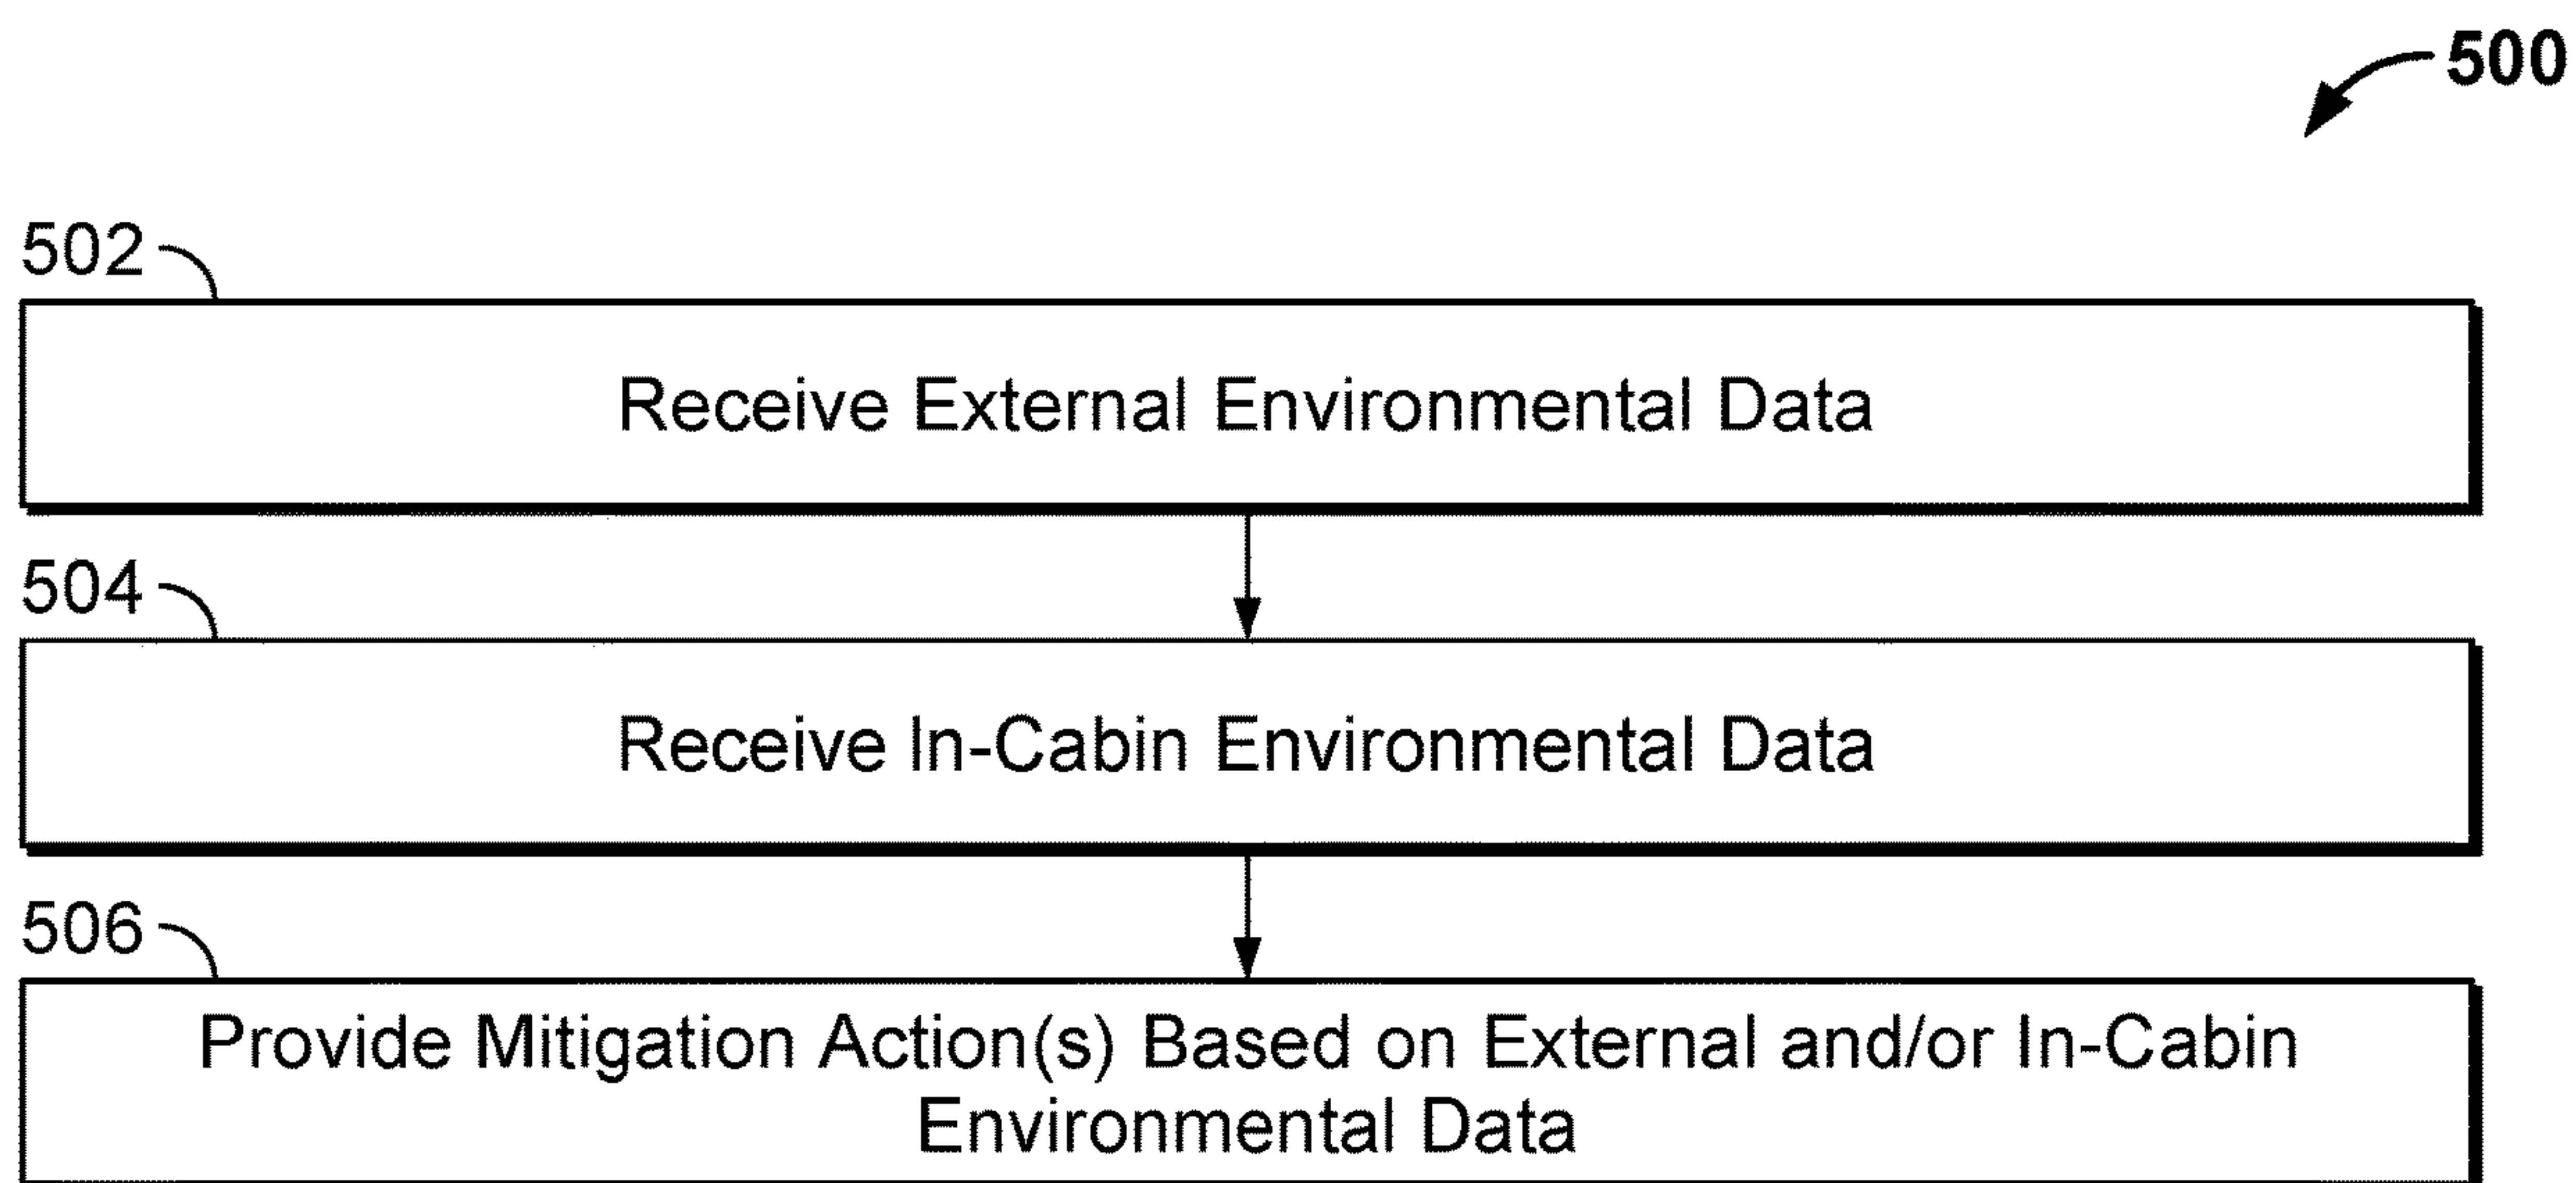 500
502
Receive External Environmental Data
504
Receive In-Cabin Environmental Data
506
Provide Mitigation Action(s) Based on External and/or In-Cabin
Environmental Data